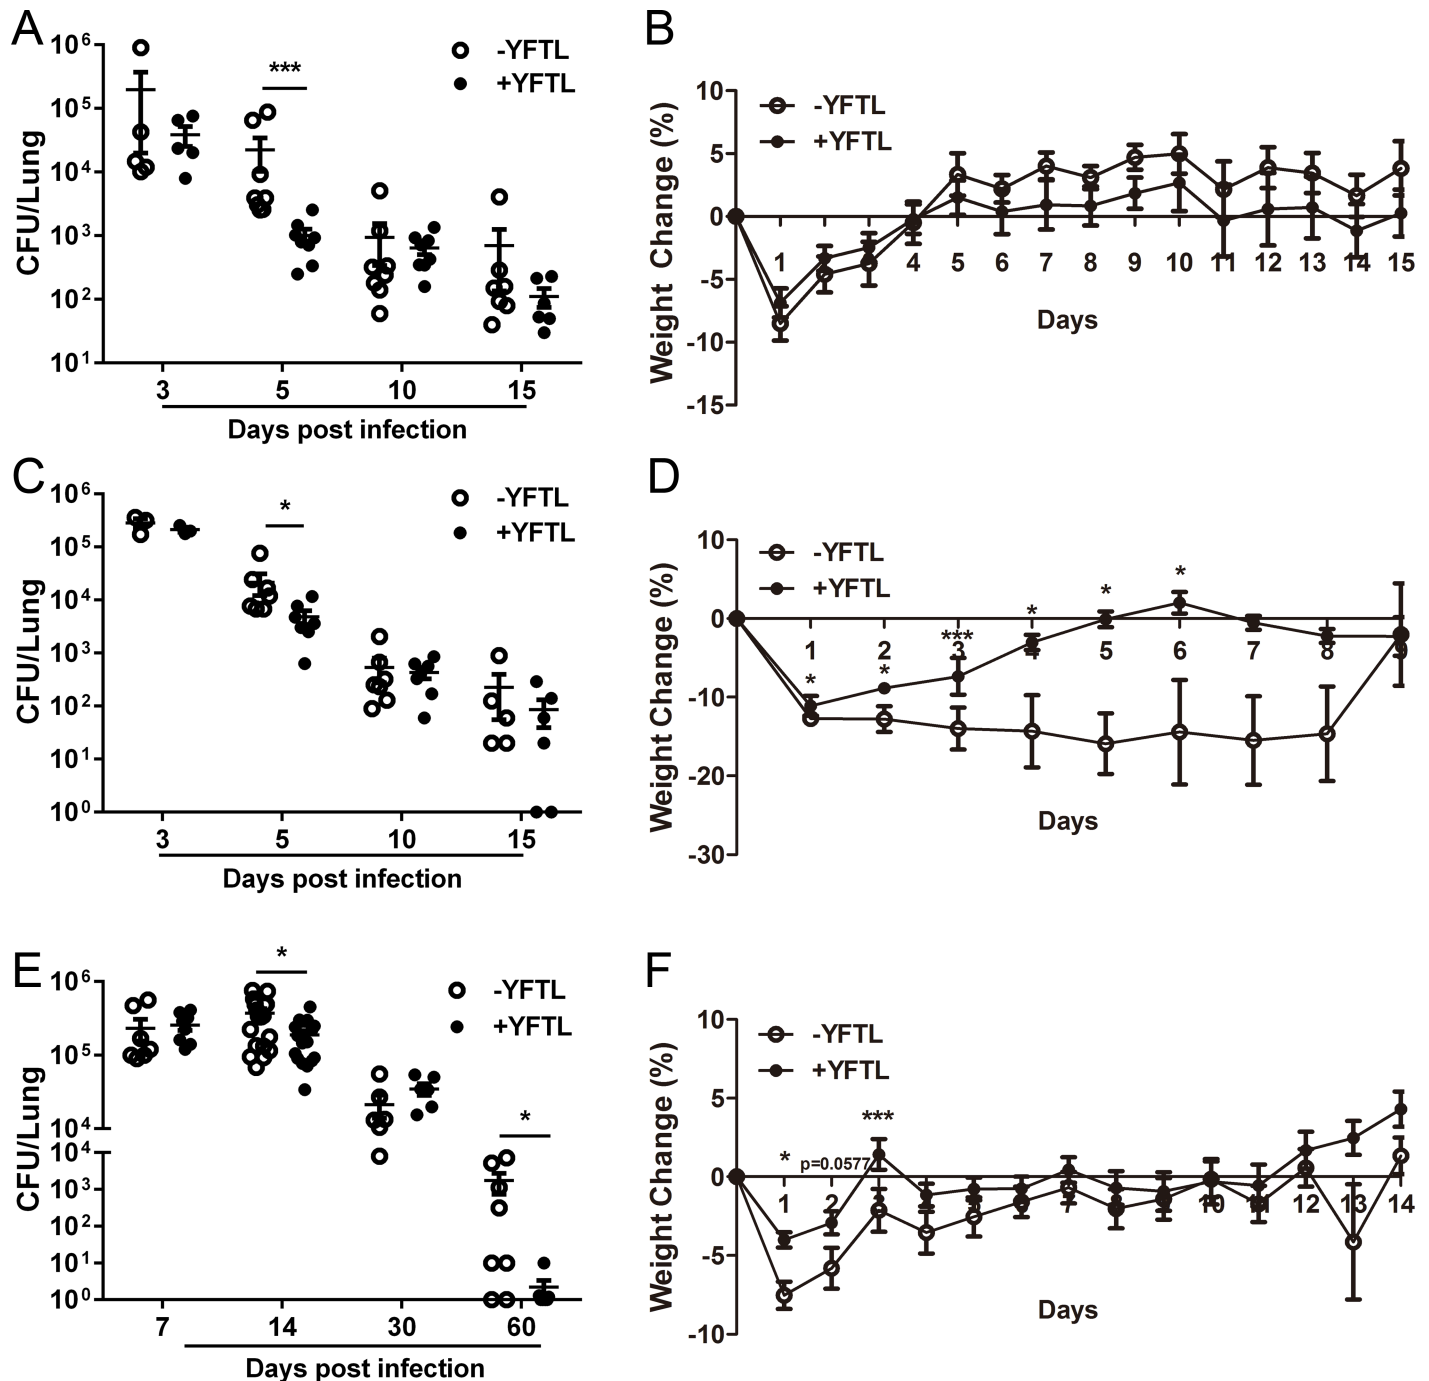 A
10⁶
10⁵
10⁴
10³
10²
10¹
CFU/Lung
***
-YFTL
+YFTL
3 5 10 15
Days post infection
B
10
5
0
-5
-10
-15
Weight Change (%)
-YFTL
+YFTL
1 4 5 6 7 8 9 10 11 12 13 14 15
Days
C
10⁶
10⁵
10⁴
10³
10²
10¹
10⁰
CFU/Lung
*
-YFTL
+YFTL
3 5 10 15
Days post infection
D
10
0
-10
-20
-30
Weight Change (%)
-YFTL
+YFTL
* * *** * * *
1 2 3 4 5 6 7 8
Days
E
10⁶
10⁵
10⁴
10⁴
10³
10²
10¹
10⁰
CFU/Lung
*
*
-YFTL
+YFTL
7 14 30 60
Days post infection
F
10
5
0
-5
-10
Weight Change (%)
-YFTL
+YFTL
***
*
p=0.0577
1 2 7 10 11 12 13 14
Days